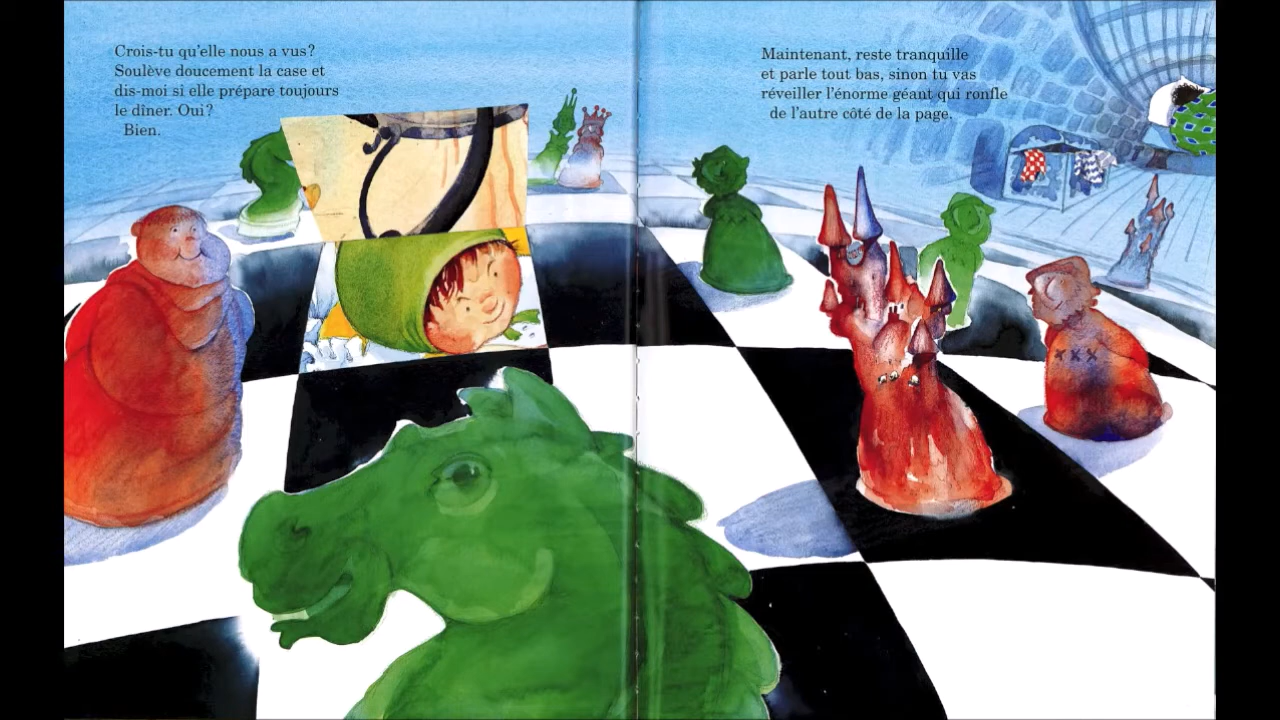 Crois-tu qu'elle nous a vus?
Soulève doucement la case et
dis-moi si elle prépare toujours
le dîner. Oui?
Bien.
Maintenant, reste tranquille
et parle tout bas, sinon tu vas
réveiller l'énorme géant qui ronfle
de l'autre côté de la page.